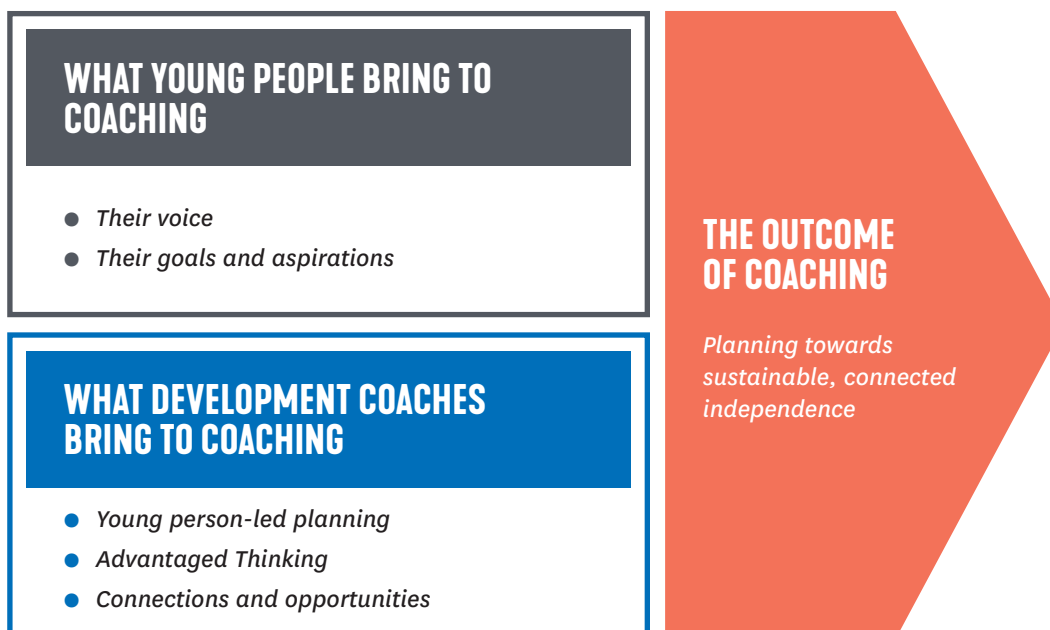 WHAT YOUNG PEOPLE BRING TO
COACHING
Their voice
Their goals and aspirations
WHAT DEVELOPMENT COACHES
BRING TO COACHING
Young person-led planning
Advantaged Thinking
Connections and opportunities
THE OUTCOME
OF COACHING
Planning towards
sustainable, connected
independence